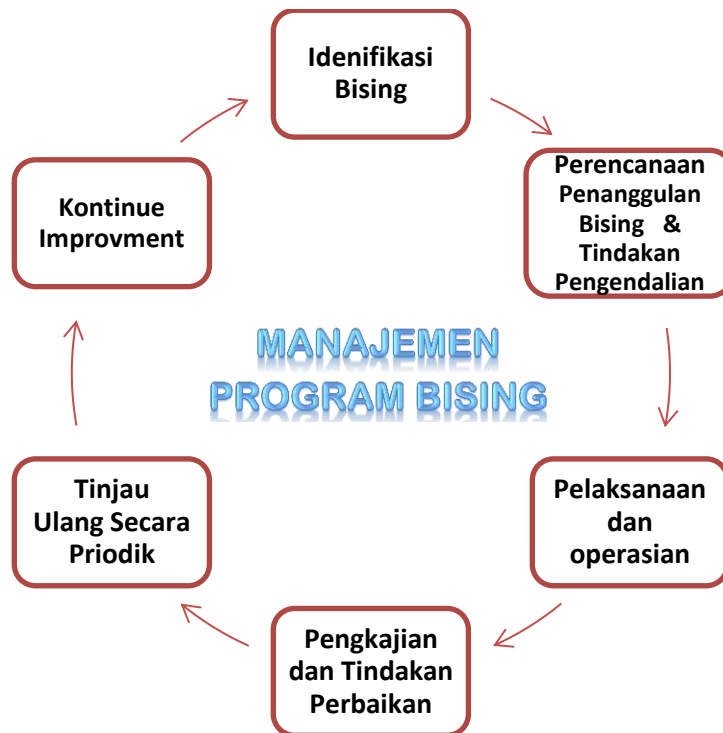 Idenifikasi
Bising
Perencanaan
Penanggulan
Bising &
Tindakan
Pengendalian
Pelaksanaan
dan
operasian
Pengkajian
dan Tindakan
Perbaikan
Tinjau
Ulang Secara
Priodik
Kontinue
Improvment
MANAJEMEN
PROGRAM BISING